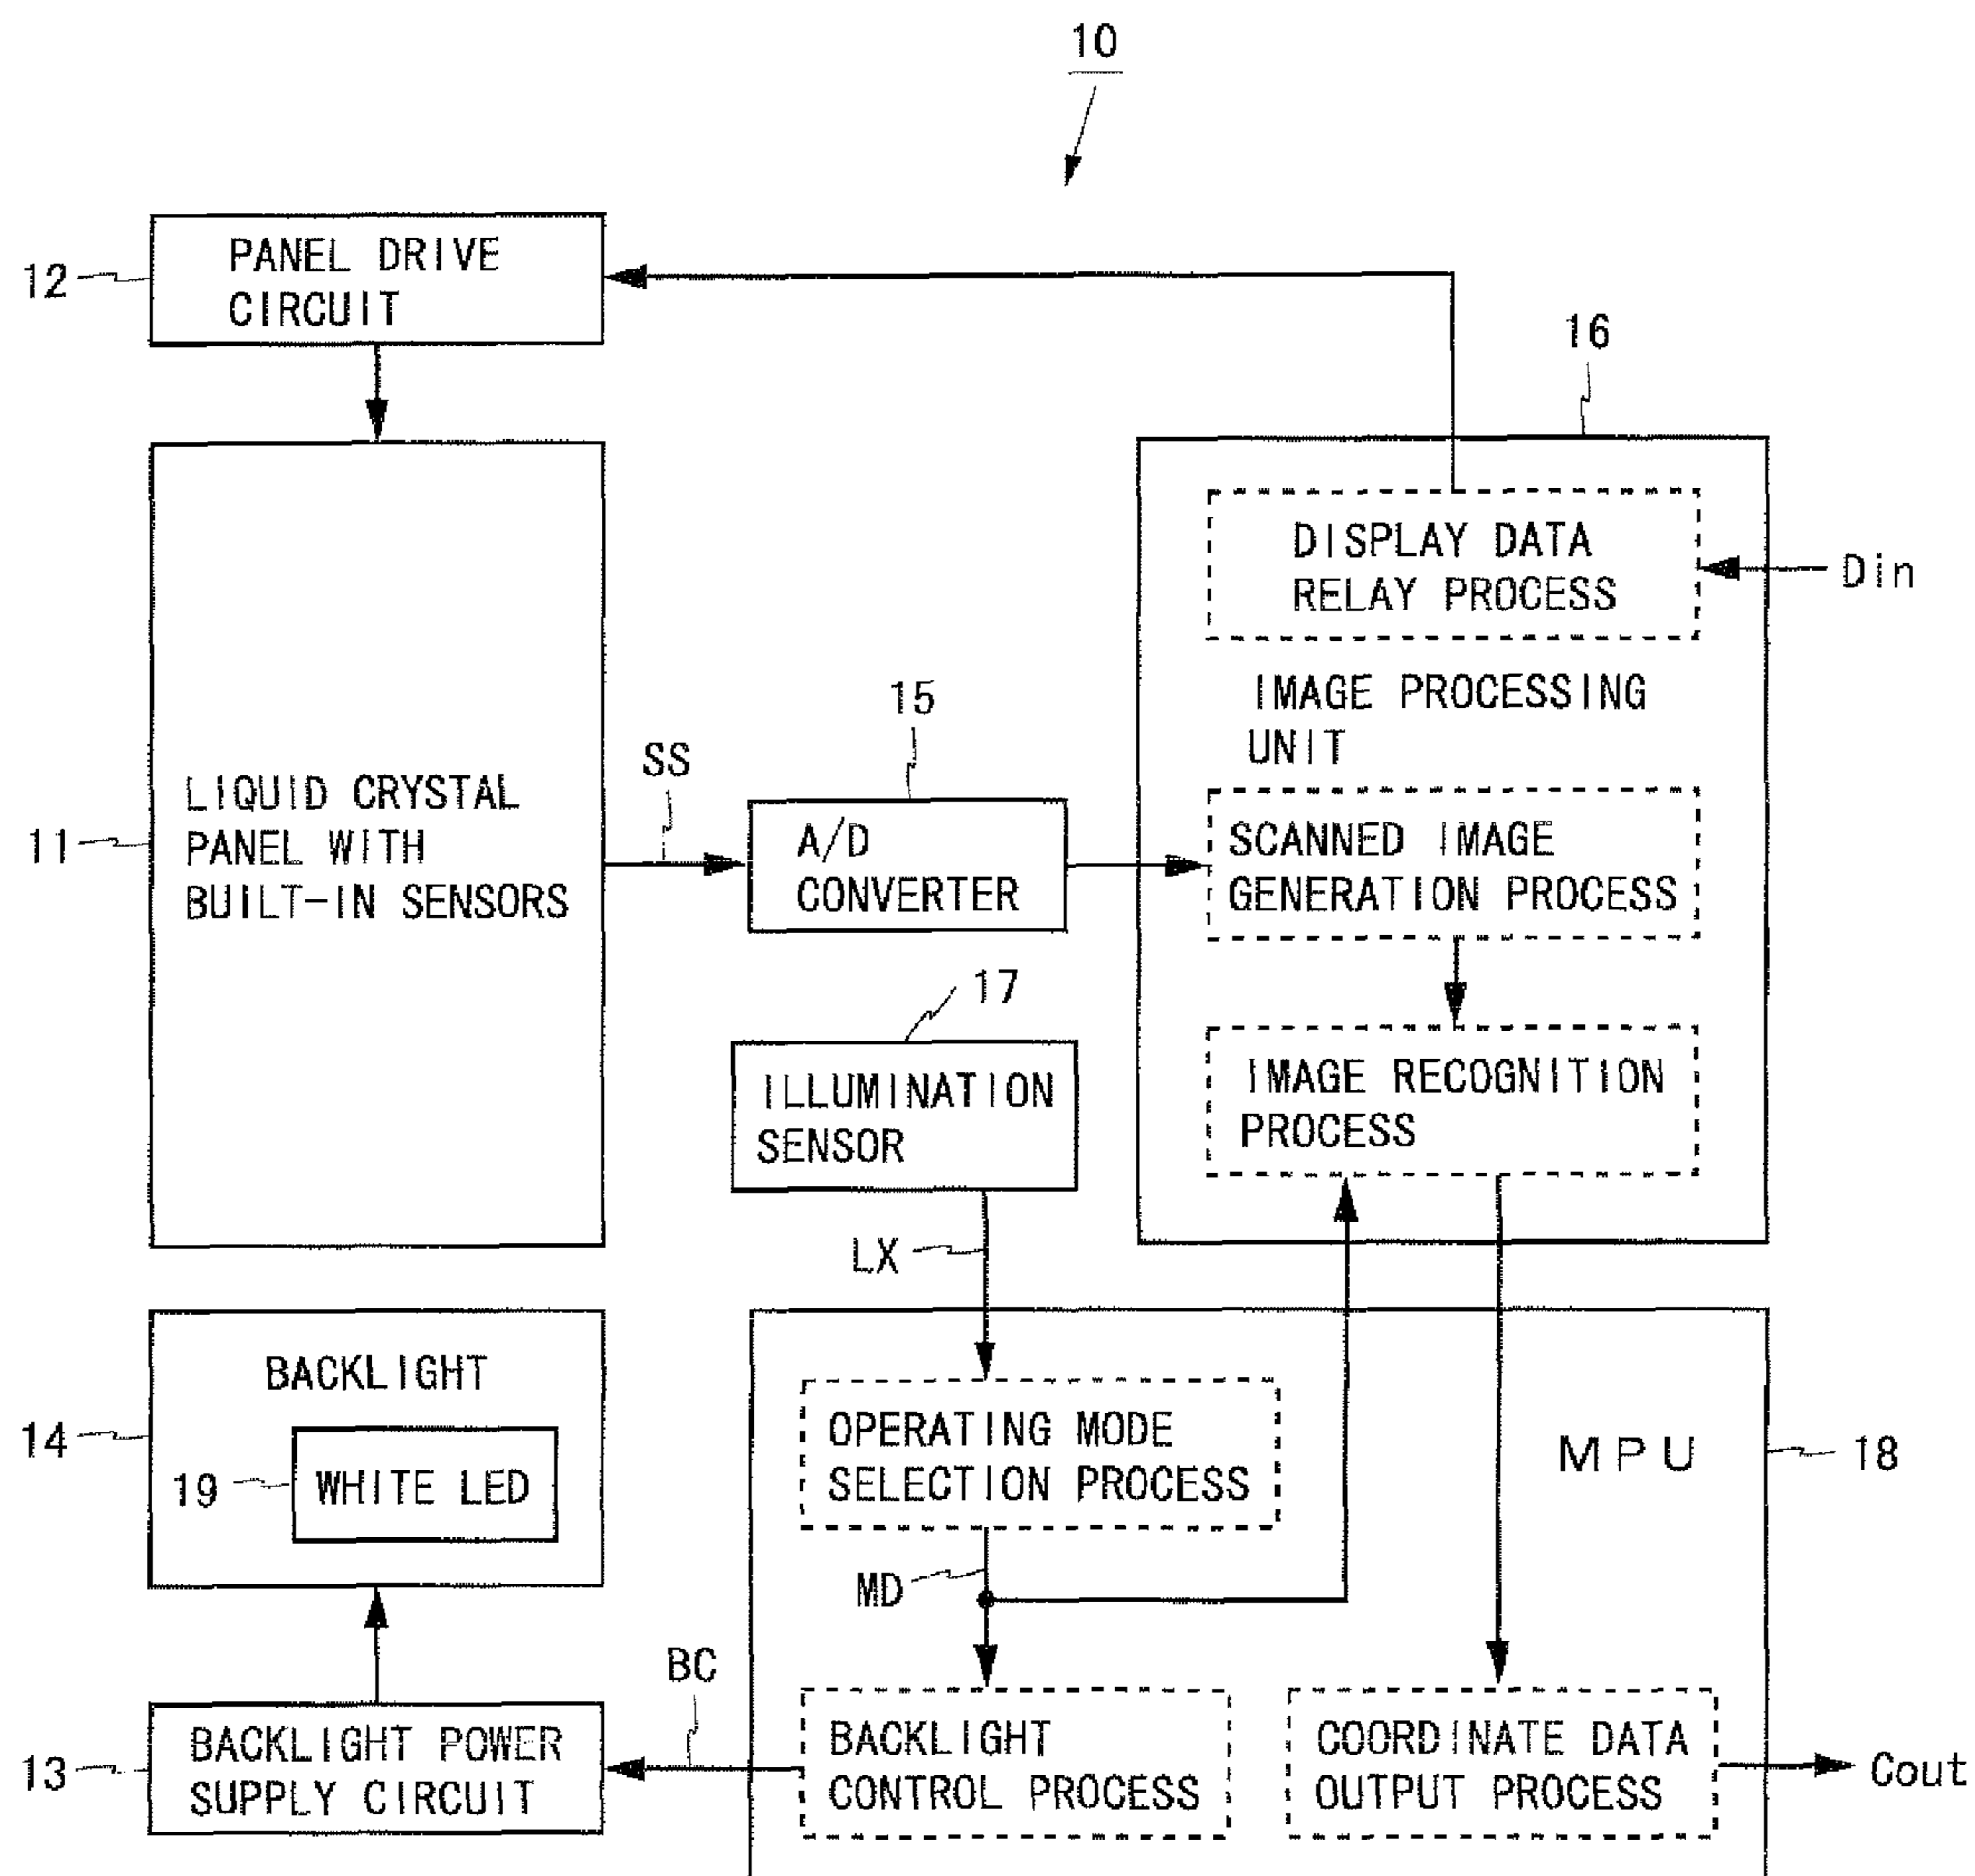 10
PANEL DRIVE
CIRCUIT
12
16
DISPLAY DATA
RELAY PROCESS
Din
IMAGE PROCESSING
UNIT
15
SS
LIQUID CRYSTAL
PANEL WITH
BUILT-IN SENSORS
11
A/D
CONVERTER
SCANNED IMAGE
GENERATION PROCESS
17
ILLUMINATION
SENSOR
IMAGE RECOGNITION
PROCESS
LX
BACKLIGHT
14
19
WHITE LED
OPERATING MODE
SELECTION PROCESS
MPU
18
MD
BC
BACKLIGHT POWER
SUPPLY CIRCUIT
13
BACKLIGHT
CONTROL PROCESS
COORDINATE DATA
OUTPUT PROCESS
Cout